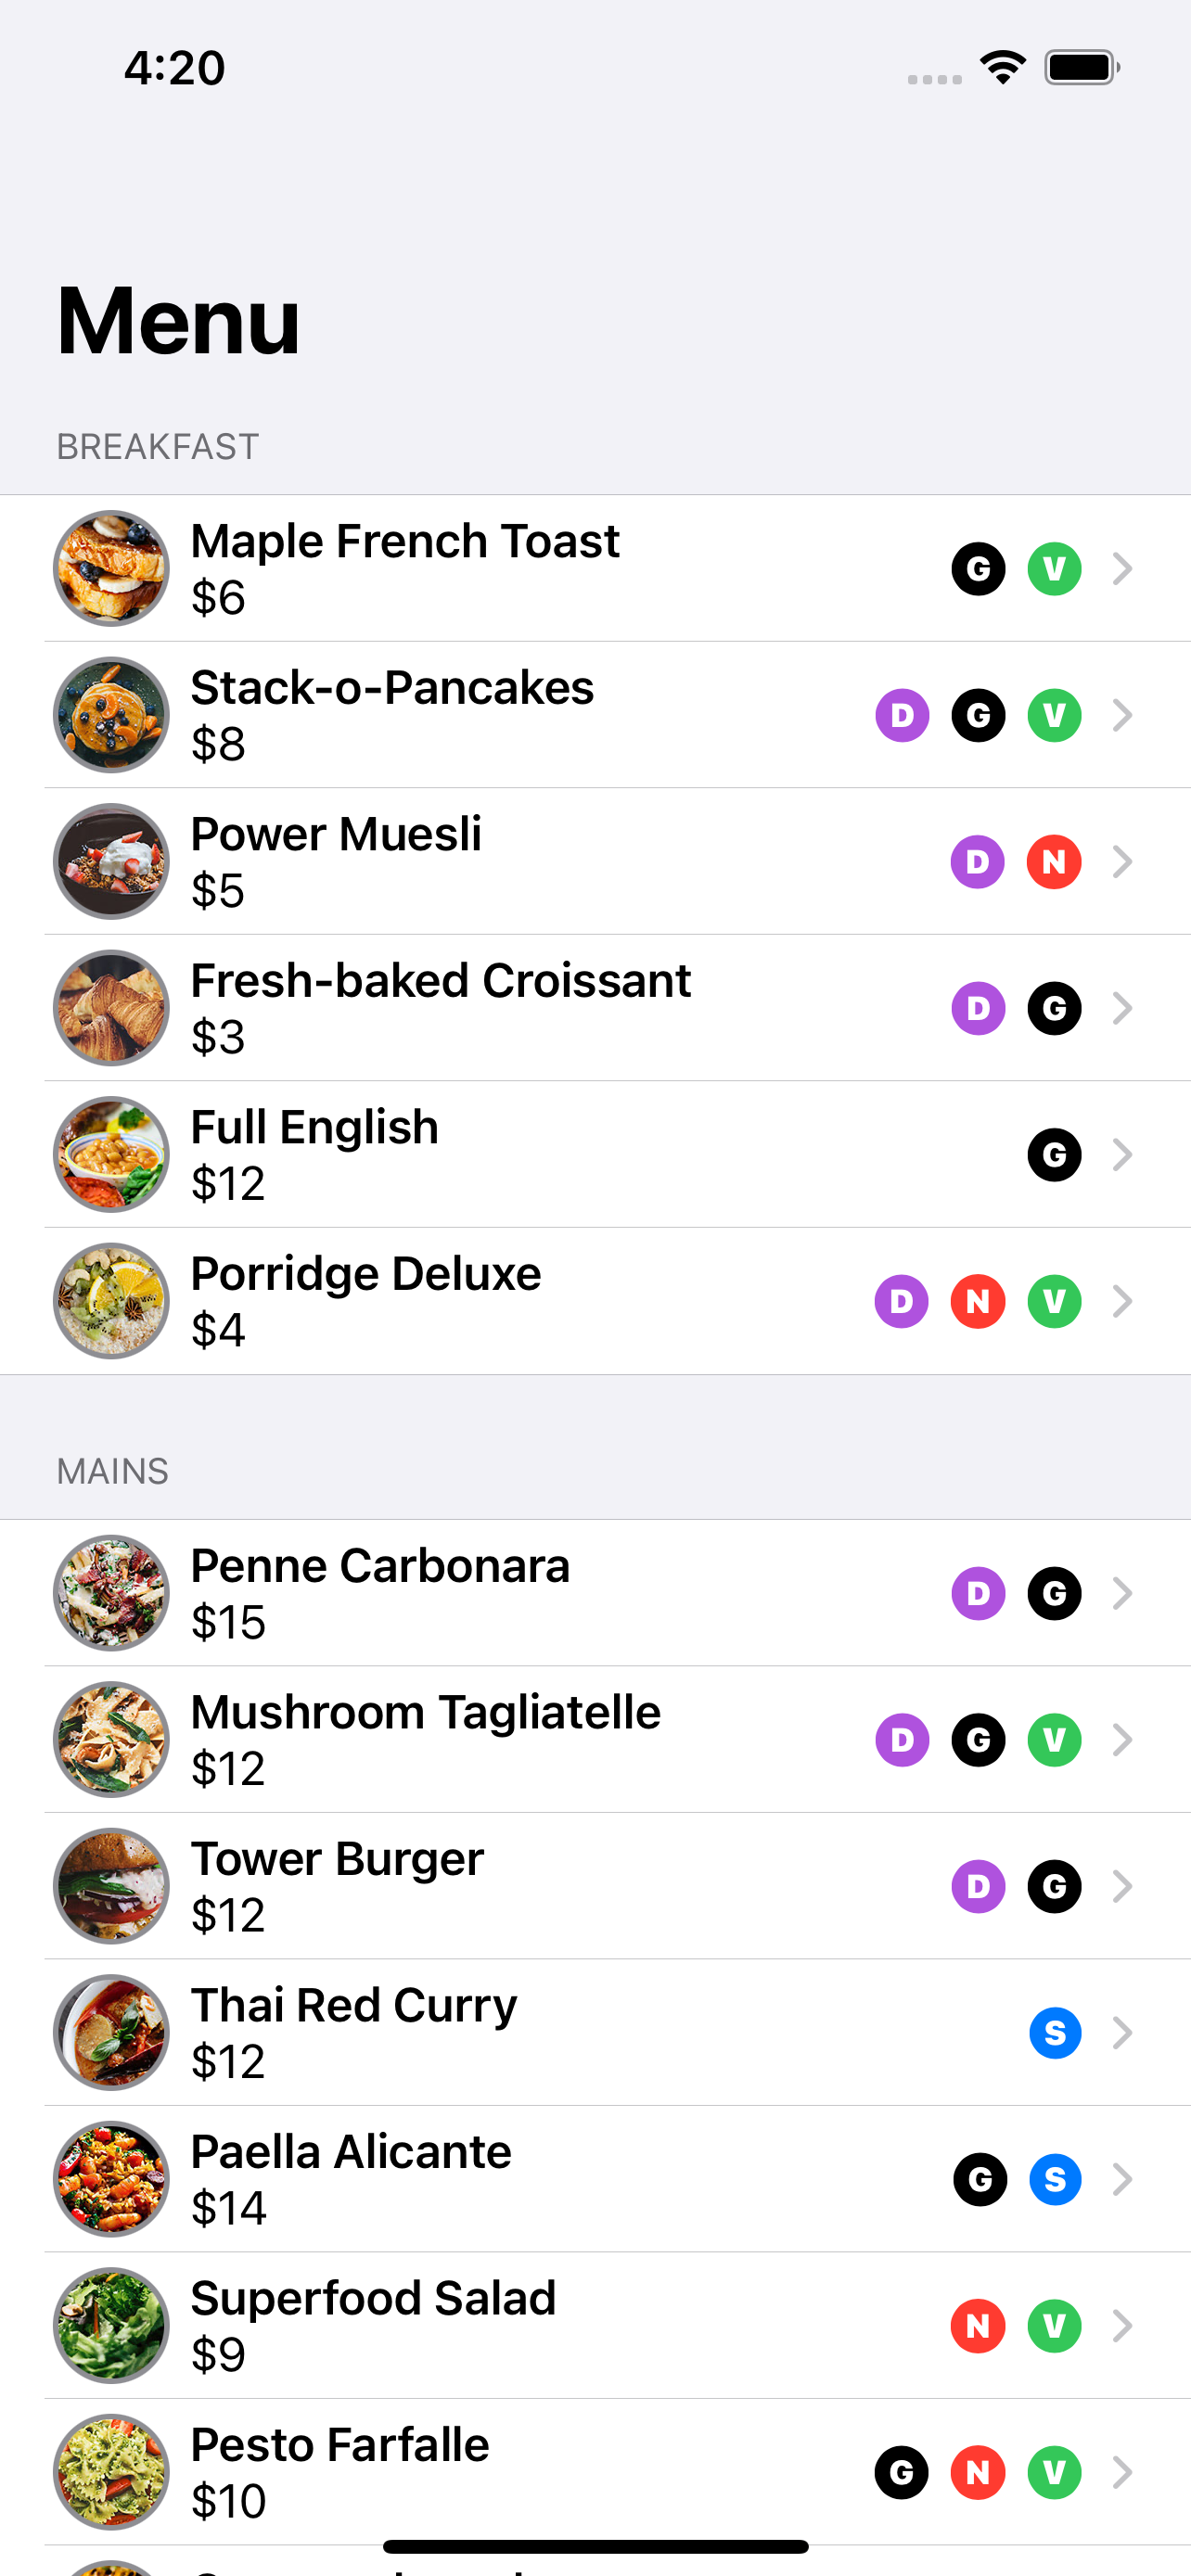 4:20
Menu
BREAKFAST
Maple French Toast
$6
G V
Stack-o-Pancakes
$8
D G V
Power Muesli
$5
D N
Fresh-baked Croissant
$3
D G
Full English
$12
G
Porridge Deluxe
$4
D N V
MAINS
Penne Carbonara
$15
D G
Mushroom Tagliatelle
$12
D G V
Tower Burger
$12
D G
Thai Red Curry
$12
S
Paella Alicante
$14
G S
Superfood Salad
$9
N V
Pesto Farfalle
$10
G N V